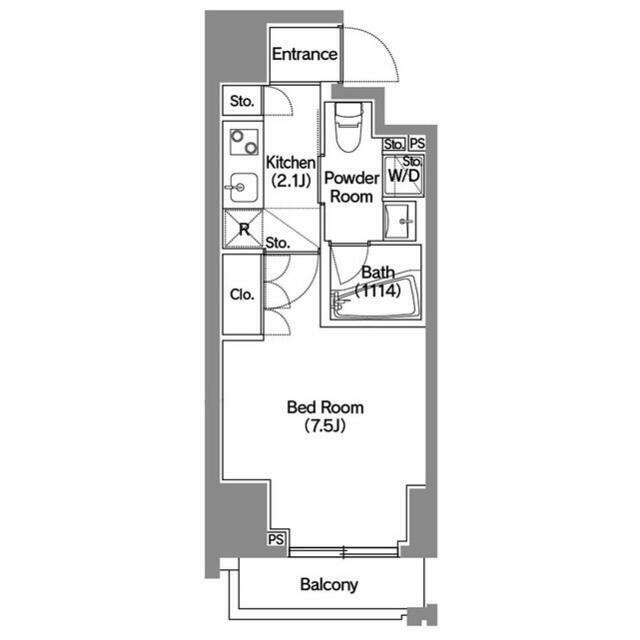 Entrance
Sto.
Kitchen
(2.1J)
Powder
Room
Sto.
PS
Sto.
W/D
R
Sto.
Bath
(1114)
Clo.
Bed Room
(7.5J)
PS
Balcony